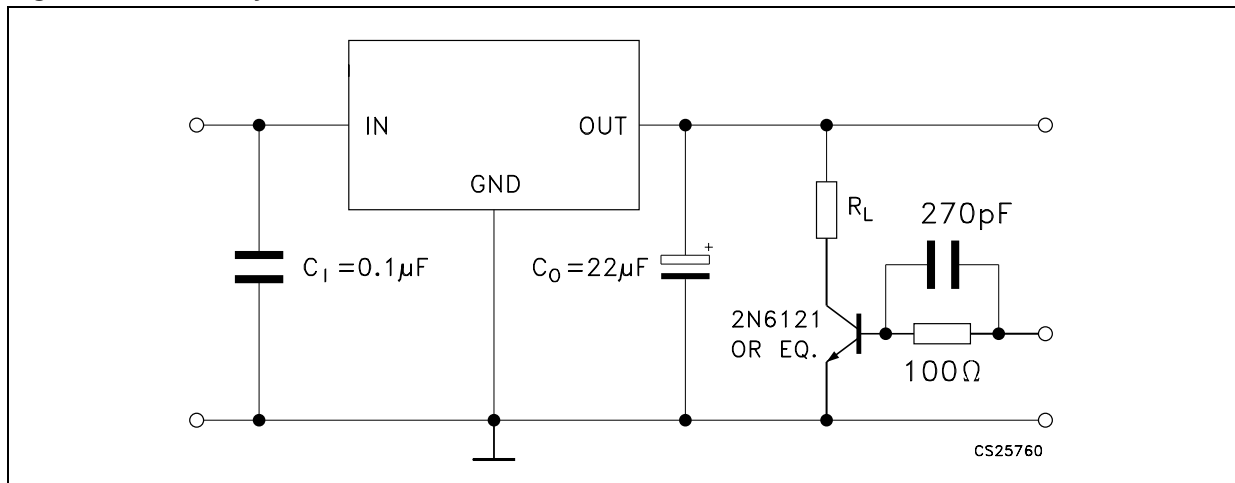 IN
OUT
GND
R_L
270pF
C_I=0.1µF
C_O=22µF
+
2N6121
OR EQ.
100Ω
CS25760